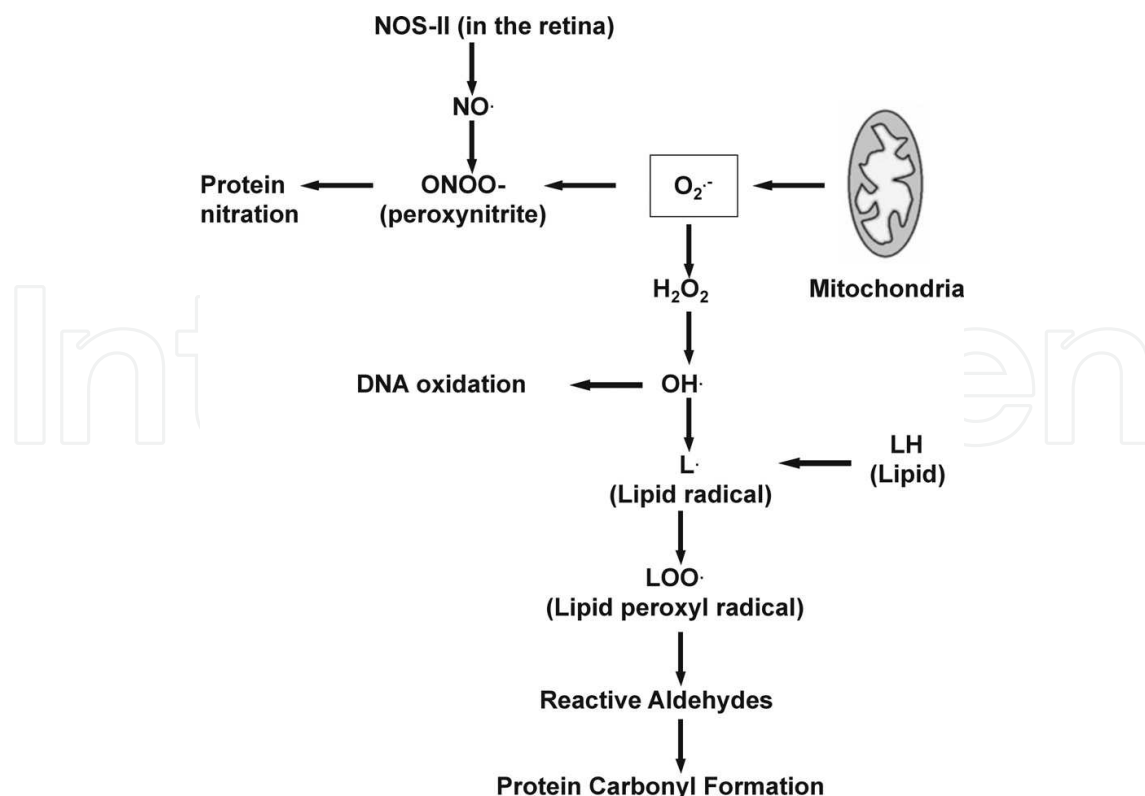 NOS-II (in the retina)
NO·
Protein
nitration
ONOO-
(peroxynitrite)
O₂·-
H₂O₂
Mitochondria
DNA oxidation
OH·
L·
(Lipid radical)
LH
(Lipid)
LOO·
(Lipid peroxyl radical)
Reactive Aldehydes
Protein Carbonyl Formation